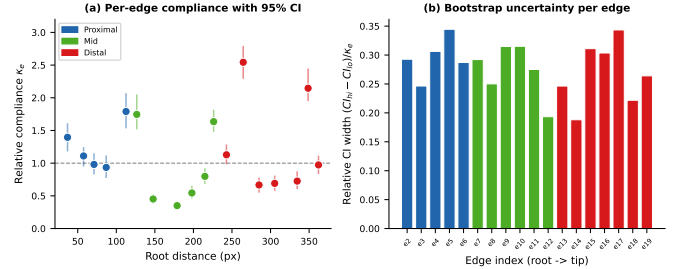 (a) Per-edge compliance with 95% CI
Relative compliance κe
3.0
2.5
2.0
1.5
1.0
0.5
0.0
Proximal
Mid
Distal
50
100
150
200
250
300
350
Root distance (px)
(b) Bootstrap uncertainty per edge
Relative CI width (CIhi − CIlo)/κe
0.35
0.30
0.25
0.20
0.15
0.10
0.05
0.00
e2
e3
e4
e5
e6
e7
e8
e9
e10
e11
e12
e13
e14
e15
e16
e17
e18
e19
Edge index (root -> tip)